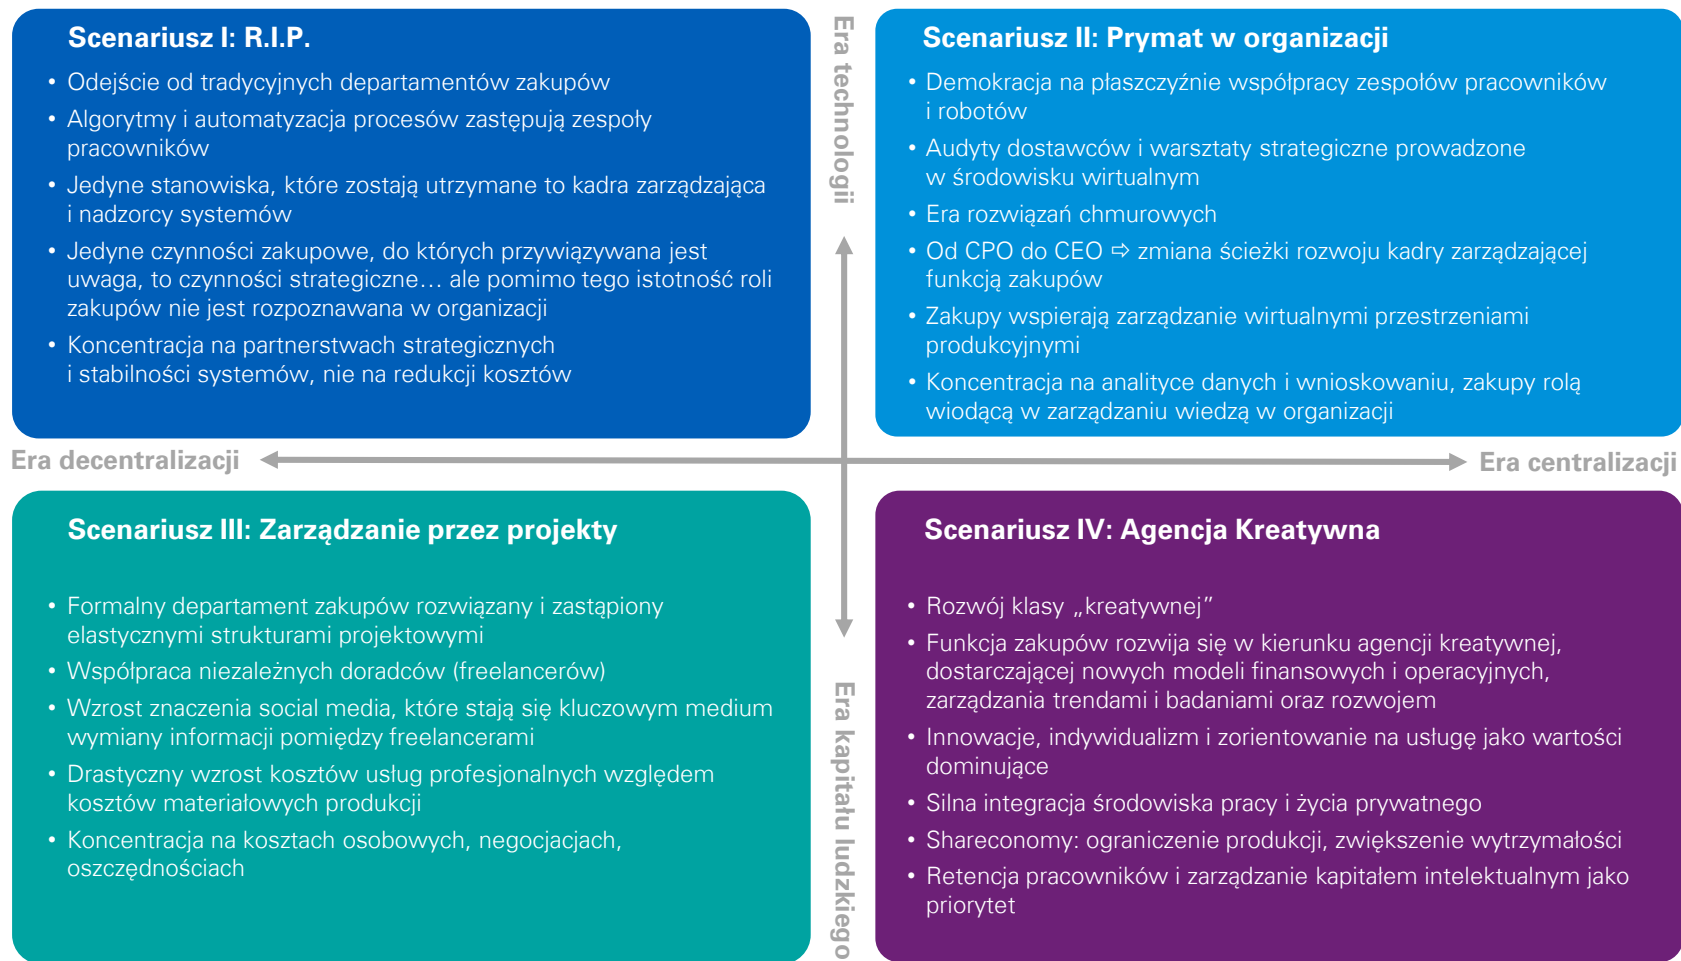 Scenariusz I: R.I.P.
• Odejście od tradycyjnych departamentów zakupów
• Algorytmy i automatyzacja procesów zastępują zespoły
pracowników
• Jedyne stanowiska, które zostają utrzymane to kadra zarządzająca
i nadzorcy systemów
• Jedyne czynności zakupowe, do których przywiązywana jest
uwaga, to czynności strategiczne… ale pomimo tego istotność roli
zakupów nie jest rozpoznawana w organizacji
• Koncentracja na partnerstwach strategicznych
i stabilności systemów, nie na redukcji kosztów
Era technologii
Scenariusz II: Prymat w organizacji
• Demokracja na płaszczyźnie współpracy zespołów pracowników
i robotów
• Audyty dostawców i warsztaty strategiczne prowadzone
w środowisku wirtualnym
• Era rozwiązań chmurowych
• Od CPO do CEO ⇨ zmiana ścieżki rozwoju kadry zarządzającej
funkcją zakupów
• Zakupy wspierają zarządzanie wirtualnymi przestrzeniami
produkcyjnymi
• Koncentracja na analityce danych i wnioskowaniu, zakupy rolą
wiodącą w zarządzaniu wiedzą w organizacji
Era decentralizacji
Era centralizacji
Scenariusz III: Zarządzanie przez projekty
• Formalny departament zakupów rozwiązany i zastąpiony
elastycznymi strukturami projektowymi
• Współpraca niezależnych doradców (freelancerów)
• Wzrost znaczenia social media, które stają się kluczowym medium
wymiany informacji pomiędzy freelancerami
• Drastyczny wzrost kosztów usług profesjonalnych względem
kosztów materiałowych produkcji
• Koncentracja na kosztach osobowych, negocjacjach,
oszczędnościach
Era kapitału ludzkiego
Scenariusz IV: Agencja Kreatywna
• Rozwój klasy „kreatywnej”
• Funkcja zakupów rozwija się w kierunku agencji kreatywnej,
dostarczającej nowych modeli finansowych i operacyjnych,
zarządzania trendami i badaniami oraz rozwojem
• Innowacje, indywidualizm i zorientowanie na usługę jako wartości
dominujące
• Silna integracja środowiska pracy i życia prywatnego
• Shareconomy: ograniczenie produkcji, zwiększenie wytrzymałości
• Retencja pracowników i zarządzanie kapitałem intelektualnym jako
priorytet